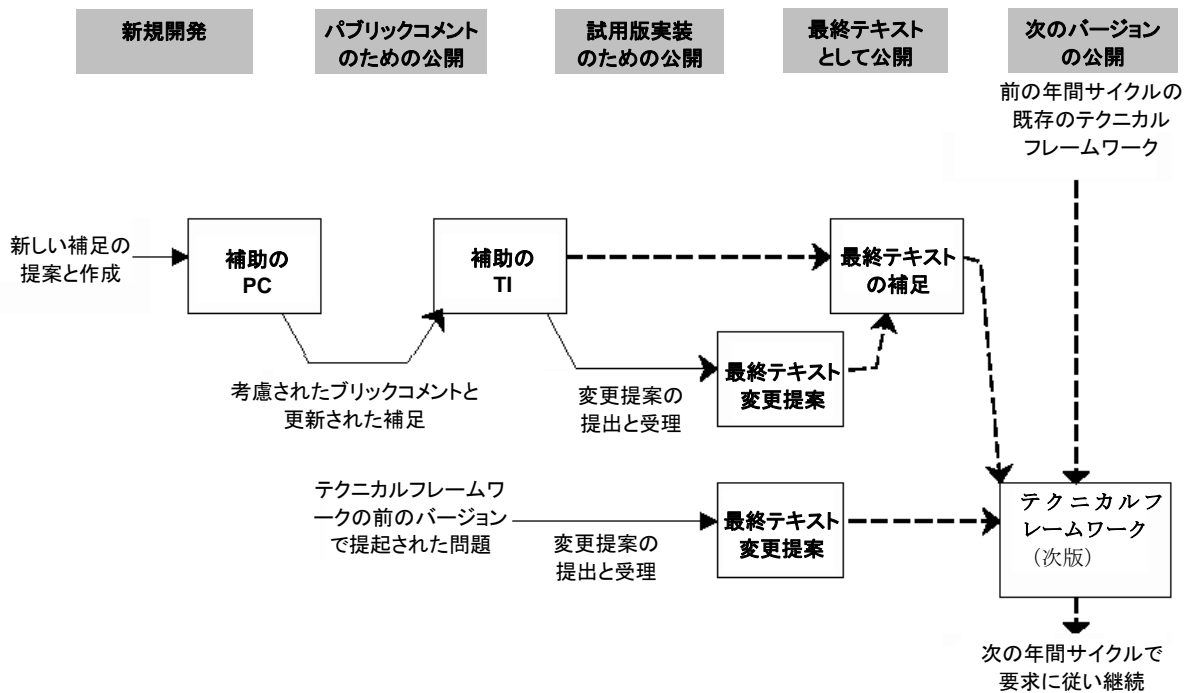 新規開発
パブリックコメント
のための公開
試用版実装
のための公開
最終テキスト
として公開
次のバージョン
の公開
前の年間サイクルの
既存のテクニカル
フレームワーク
新しい補足の
提案と作成
補助の
PC
補助の
TI
最終テキスト
の補足
考慮されたブリックコメントと
更新された補足
変更提案の
提出と受理
最終テキスト
変更提案
テクニカルフレームワ
ークの前のバージョン
で提起された問題
変更提案の
提出と受理
最終テキスト
変更提案
テクニカルフ
レームワーク
（次版）
次の年間サイクルで
要求に従い継続